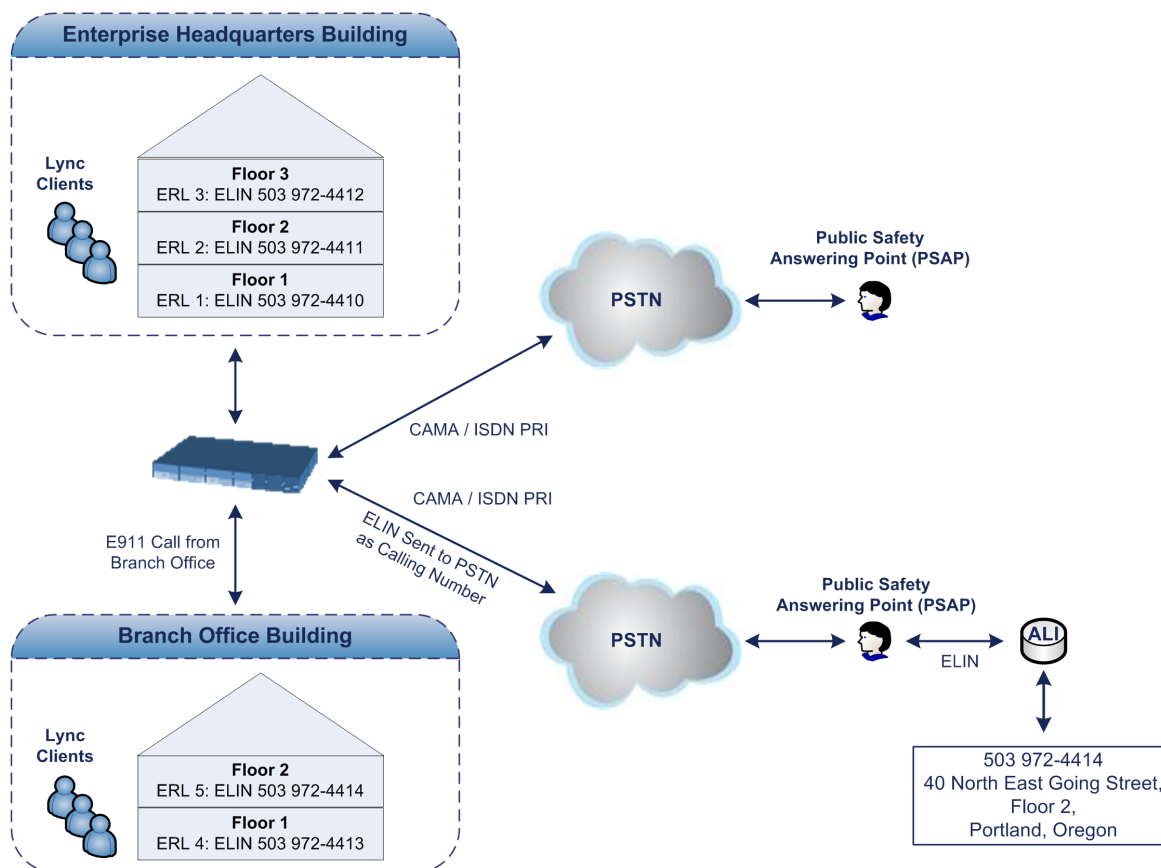 Enterprise Headquarters Building
Lync
Clients
Floor 3
ERL 3: ELIN 503 972-4412
Floor 2
ERL 2: ELIN 503 972-4411
Floor 1
ERL 1: ELIN 503 972-4410
PSTN
Public Safety
Answering Point (PSAP)
CAMA / ISDN PRI
CAMA / ISDN PRI
ELIN Sent to PSTN
as Calling Number
E911 Call from
Branch Office
Branch Office Building
Lync
Clients
Floor 2
ERL 5: ELIN 503 972-4414
Floor 1
ERL 4: ELIN 503 972-4413
PSTN
Public Safety
Answering Point (PSAP)
ELIN
ALI
503 972-4414
40 North East Going Street,
Floor 2,
Portland, Oregon